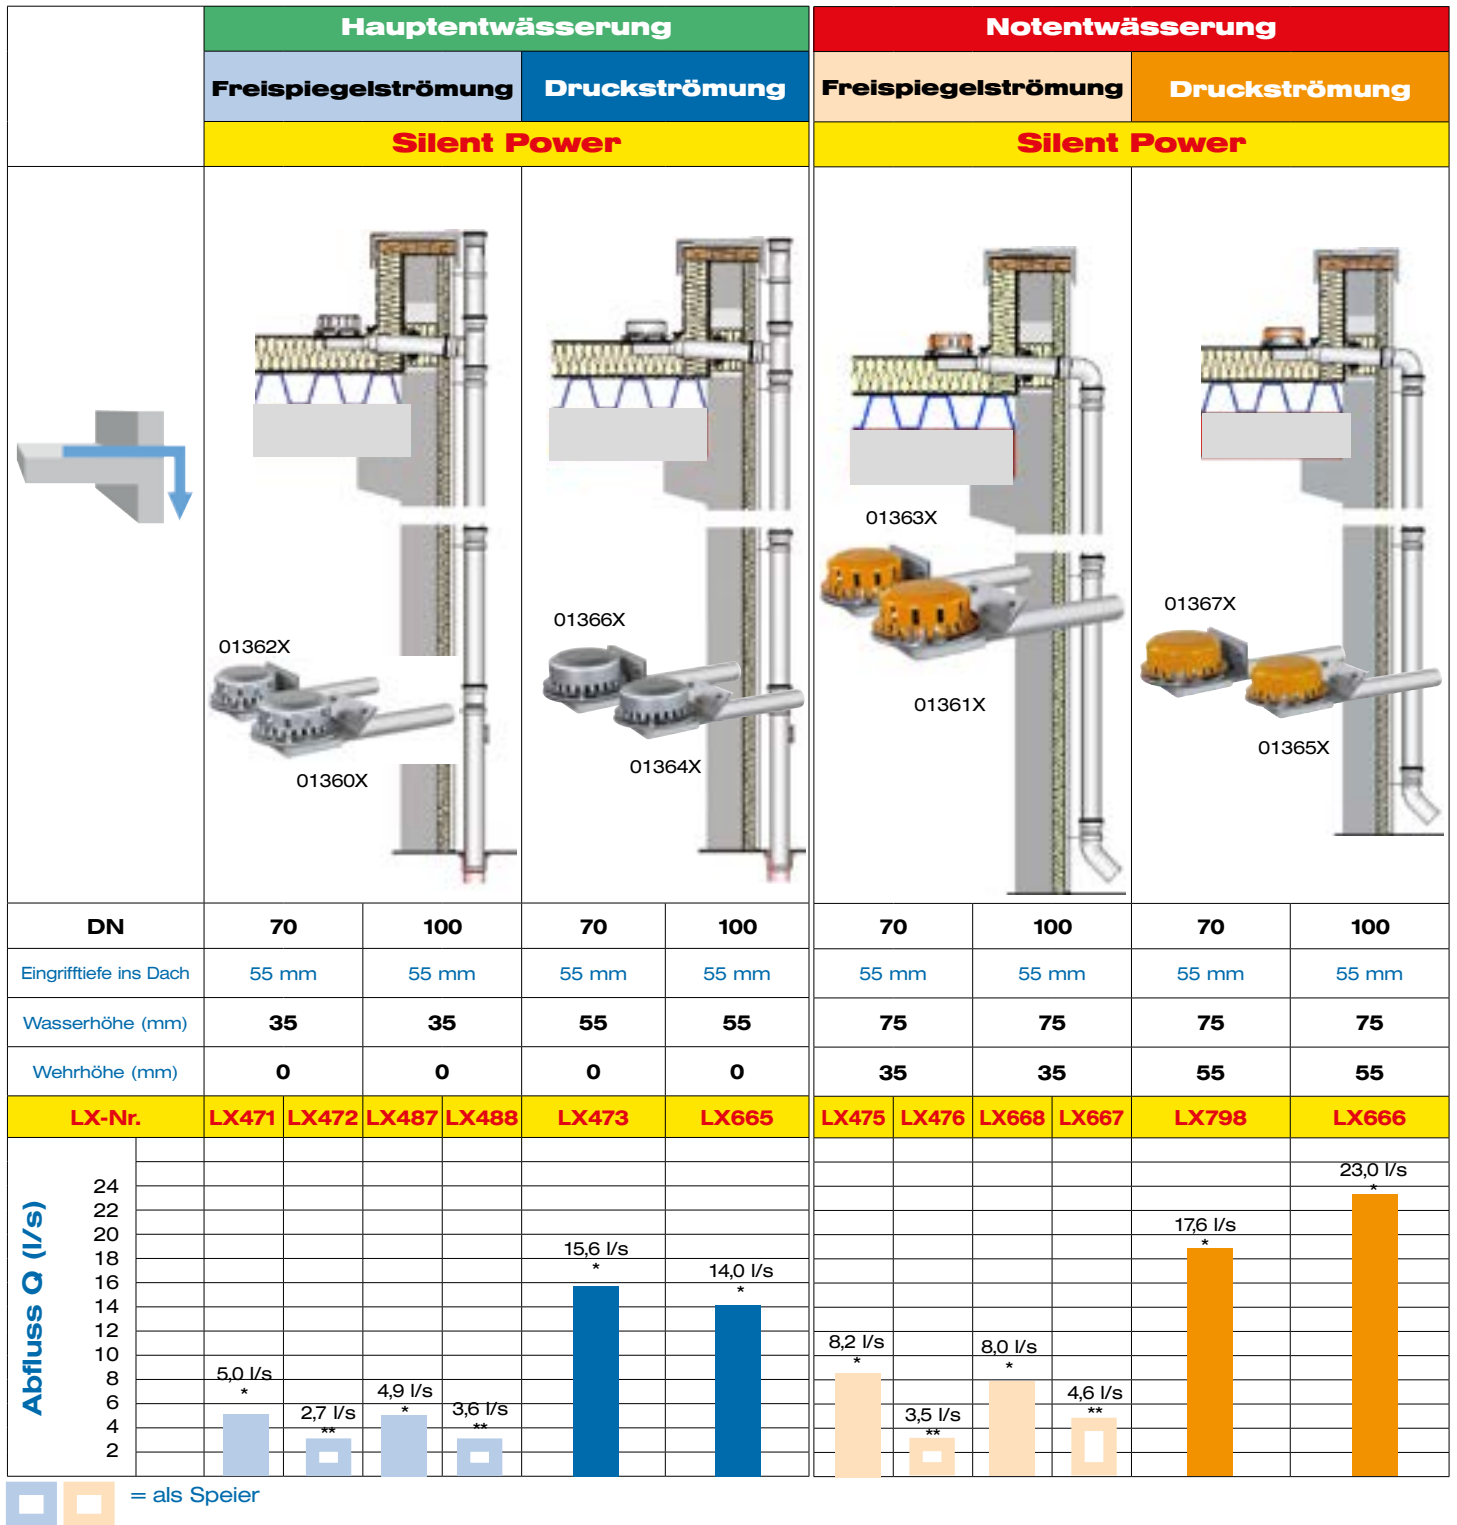 Hauptentwässerung Notentwässerung
Freispiegelströmung Druckströmung Freispiegelströmung Druckströmung
Silent Power Silent Power
01363X
01367X
01366X
01362X
01361X
01365X
01364X
01360X
DN 70 100 70 100 70 100 70 100
Eingrifftiefe ins Dach 55 mm 55 mm 55 mm 55 mm 55 mm 55 mm 55 mm 55 mm
Wasserhöhe (mm) 35 35 55 55 75 75 75 75
Wehrhöhe (mm) 0 0 0 0 35 35 55 55
LX-Nr. LX471 LX472 LX487 LX488 LX473 LX665 LX475 LX476 LX668 LX667 LX798 LX666
Abfluss Q (l/s)
24
22
20
18
16
14
12
10
8
6
4
2
5,0 l/s
*
2,7 l/s
**
4,9 l/s
*
3,6 l/s
**
15,6 l/s
*
14,0 l/s
*
8,2 l/s
*
3,5 l/s
**
8,0 l/s
*
4,6 l/s
**
17,6 l/s
*
23,0 l/s
*
= als Speier